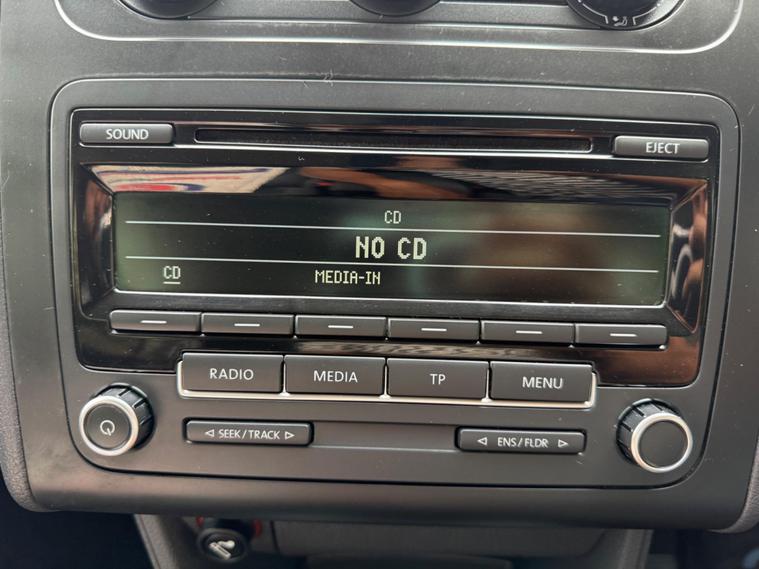 SOUND
EJECT
CD
NO CD
CD MEDIA-IN
RADIO MEDIA TP MENU
SEEK / TRACK
ENS / FLDR